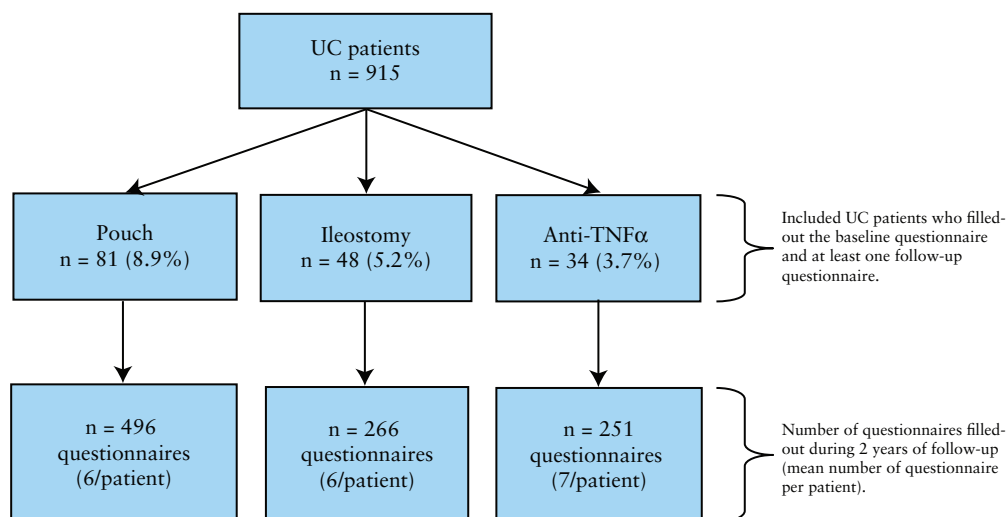 UC patients
n = 915
Pouch
n = 81 (8.9%)
Ileostomy
n = 48 (5.2%)
Anti-TNFα
n = 34 (3.7%)
Included UC patients who filled-
out the baseline questionnaire
and at least one follow-up
questionnaire.
n = 496
questionnaires
(6/patient)
n = 266
questionnaires
(6/patient)
n = 251
questionnaires
(7/patient)
Number of questionnaires filled-
out during 2 years of follow-up
(mean number of questionnaire
per patient).